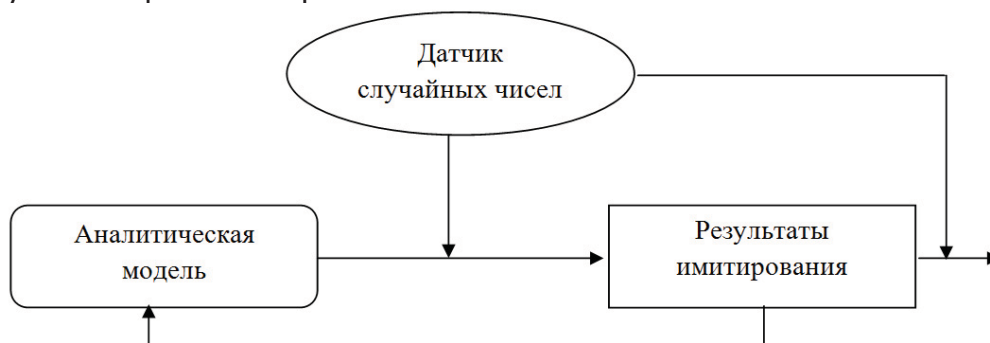 Датчик
случайных чисел
Аналитическая
модель
Результаты
имитирования